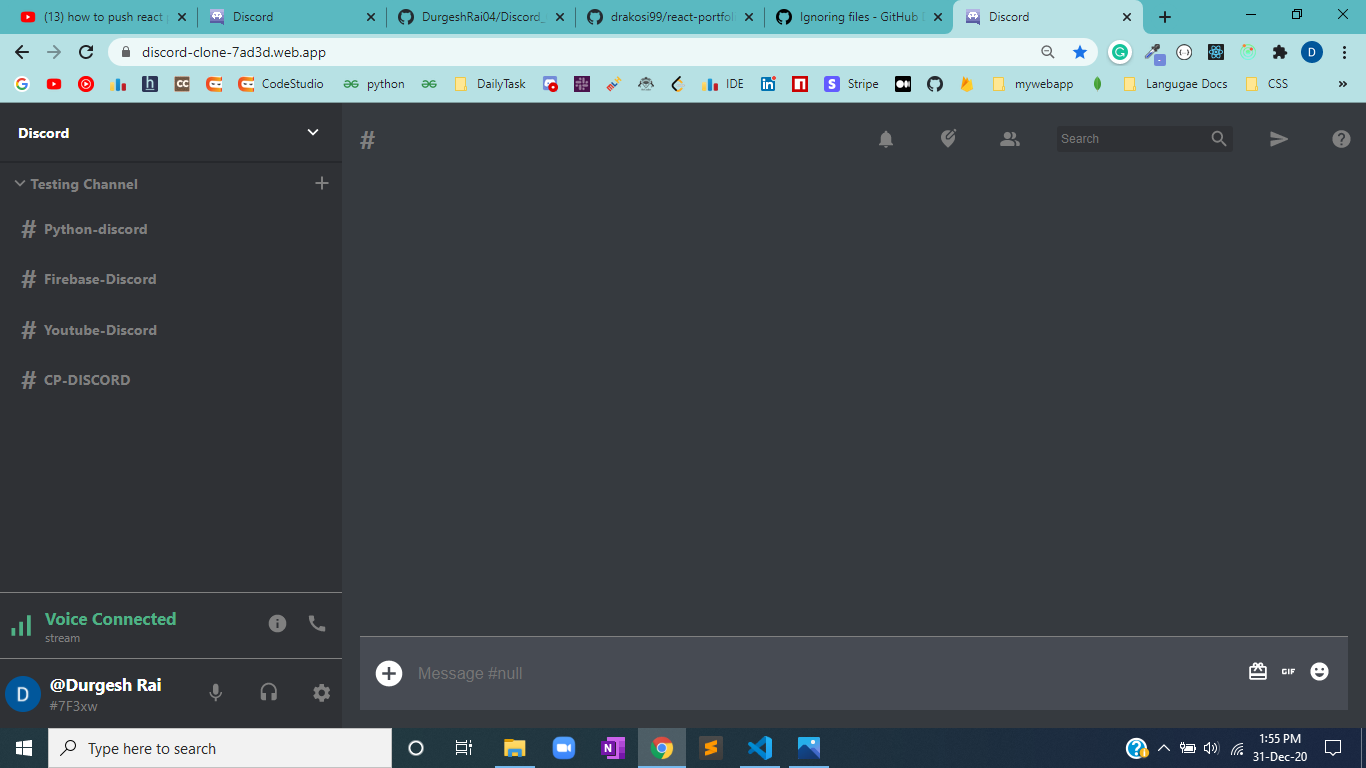 (13) how to push react
Discord
DurgeshRai04/Discord_
drakosi99/react-portfol
Ignoring files - GitHub
Discord
discord-clone-7ad3d.web.app
D
CodeStudio
python
DailyTask
IDE
Stripe
mywebapp
Langugae Docs
CSS
»
Discord
#
Search
Testing Channel
# Python-discord
# Firebase-Discord
# Youtube-Discord
# CP-DISCORD
Voice Connected
stream
D
@Durgesh Rai
#7F3xw
Message #null
GIF
Type here to search
1:55 PM
31-Dec-20